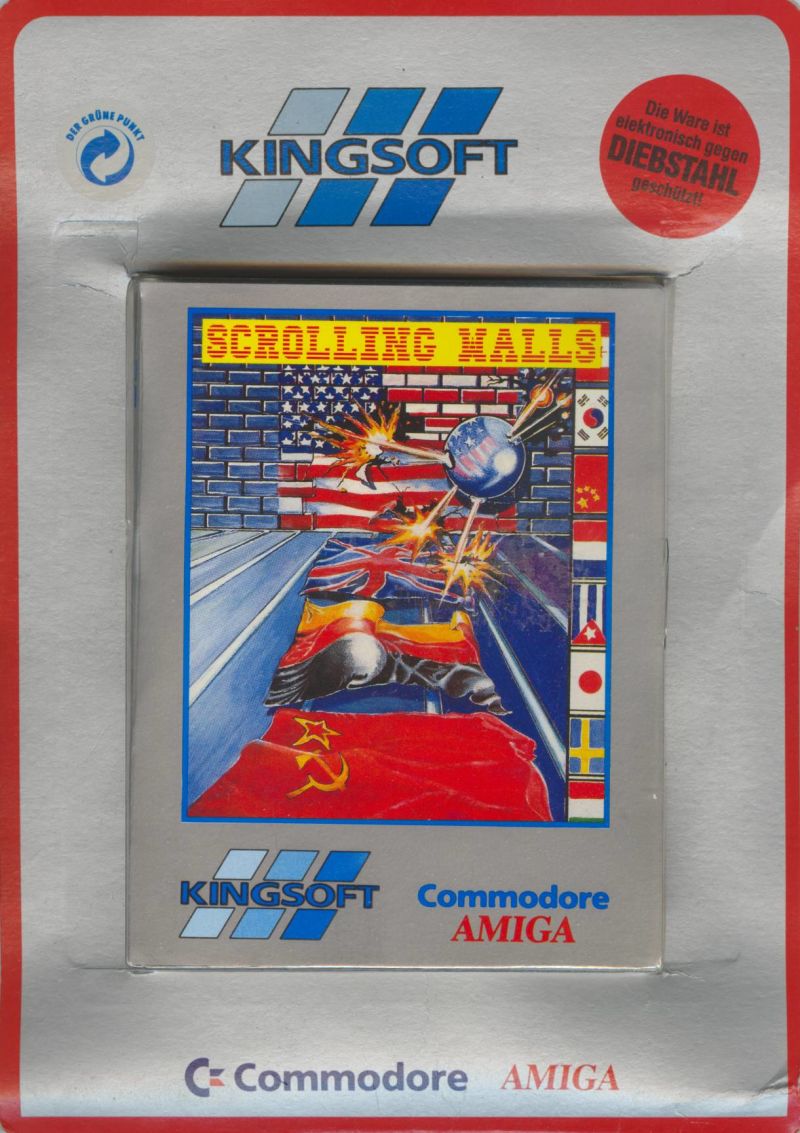 DER GRÜNE PUNKT
KINGSOFT
Die Ware ist
elektronisch gegen
DIEBSTAHL
geschützt!
SCROLLING WALLS
KINGSOFT
Commodore
AMIGA
Commodore AMIGA